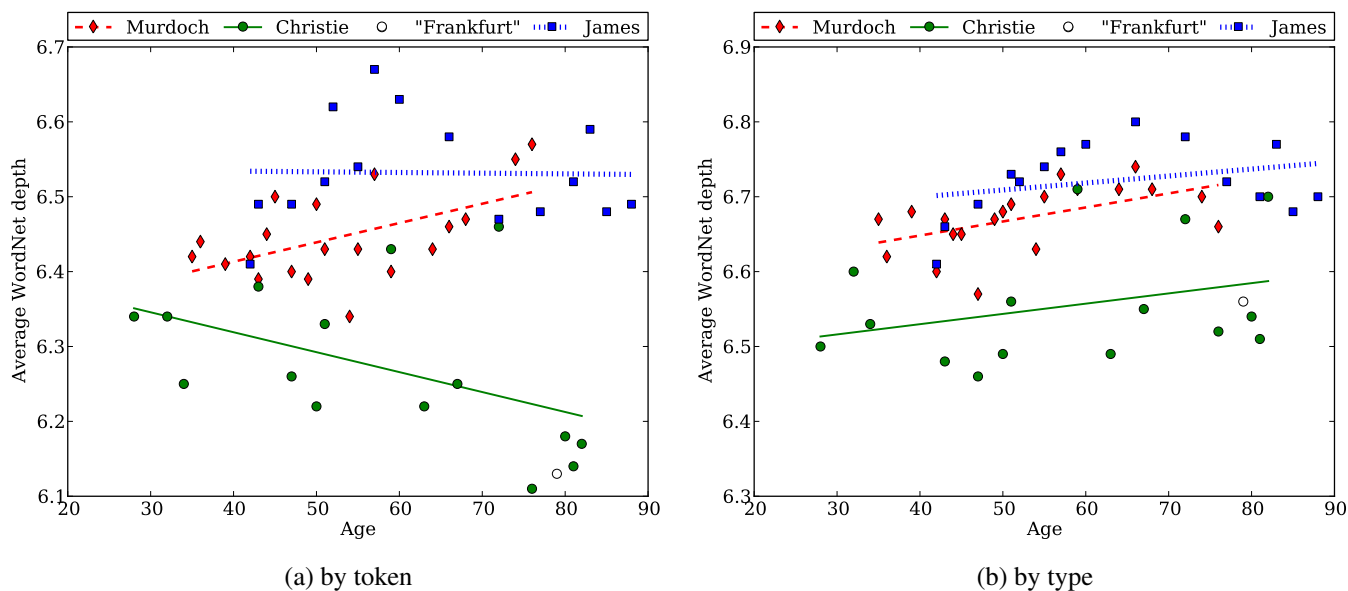 Murdoch Christie "Frankfurt" James
6.7
6.6
6.5
6.4
6.3
6.2
6.1
Average WordNet depth
20 30 40 50 60 70 80 90
Age
(a) by token
Murdoch Christie "Frankfurt" James
6.9
6.8
6.7
6.6
6.5
6.4
6.3
Average WordNet depth
20 30 40 50 60 70 80 90
Age
(b) by type